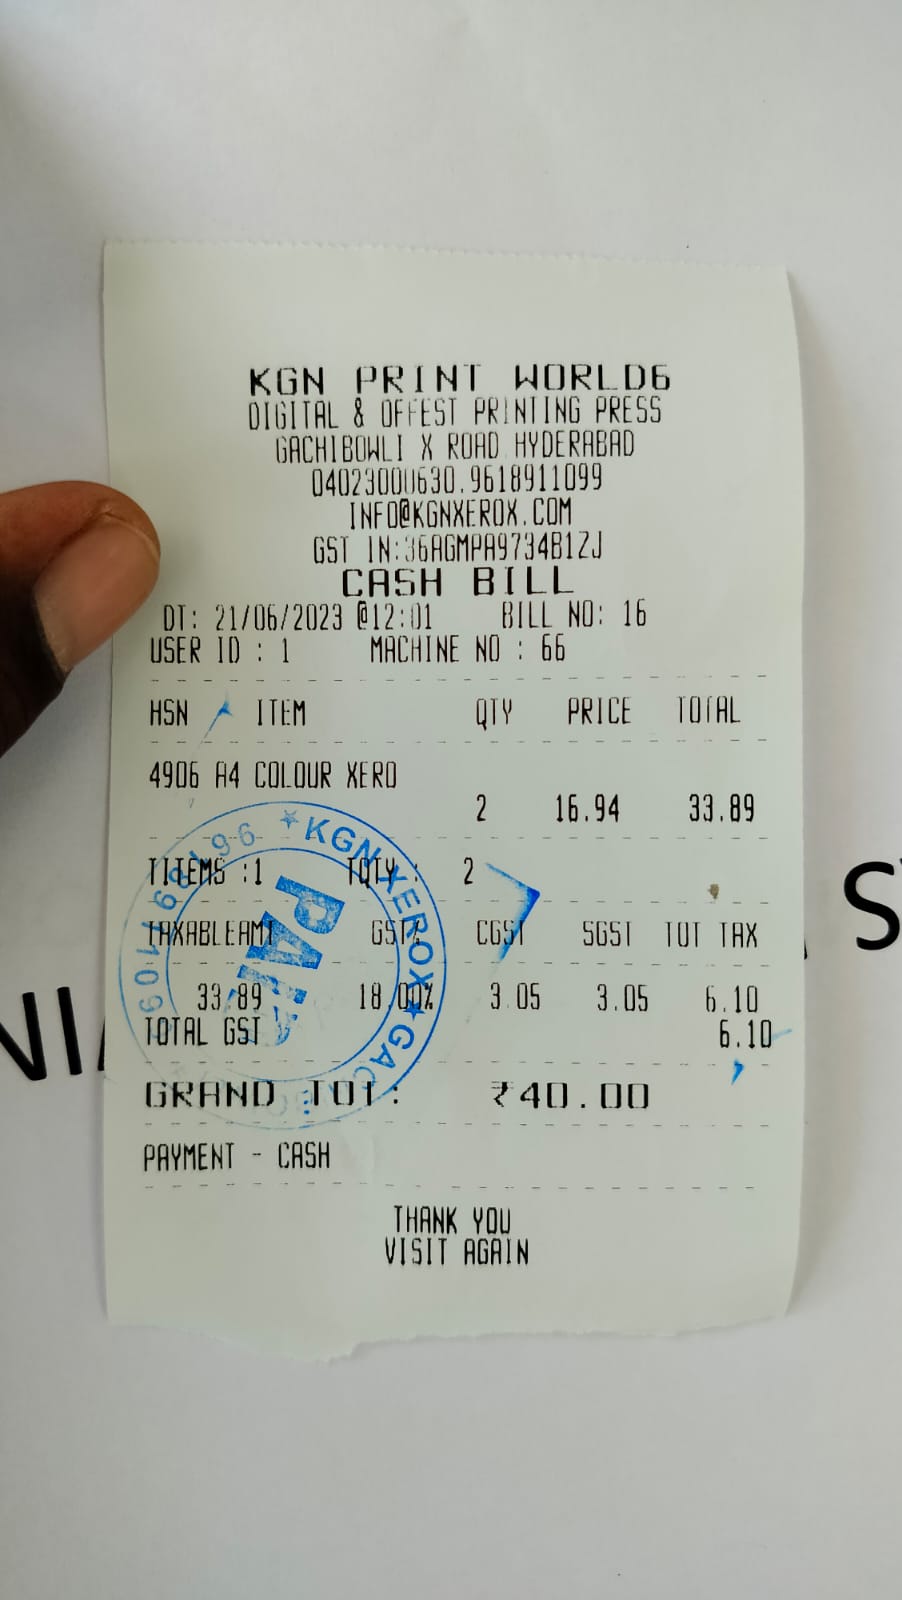 KGN PRINT WORLD6
DIGITAL & OFFEST PRINTING PRESS
GACHIBOWLI X ROAD HYDERABAD
04023000630.9618911099
INFO@KGNXEROX.COM
GST IN:36AGMPA9734B1ZJ
CASH BILL
DT: 21/06/2023 @12:01 BILL NO: 16
USER ID : 1 MACHINE NO : 66
HSN ITEM QTY PRICE TOTAL
4906 A4 COLOUR XERO
2 16.94 33.89
TITEMS :1 TQTY : 2
TAXABLEAMT GST% CGST SGST TOT TAX
33.89 18.00% 3.05 3.05 6.10
TOTAL GST 6.10
GRAND TOT: ₹40.00
PAYMENT - CASH
THANK YOU
VISIT AGAIN
KGN XEROX
PAID